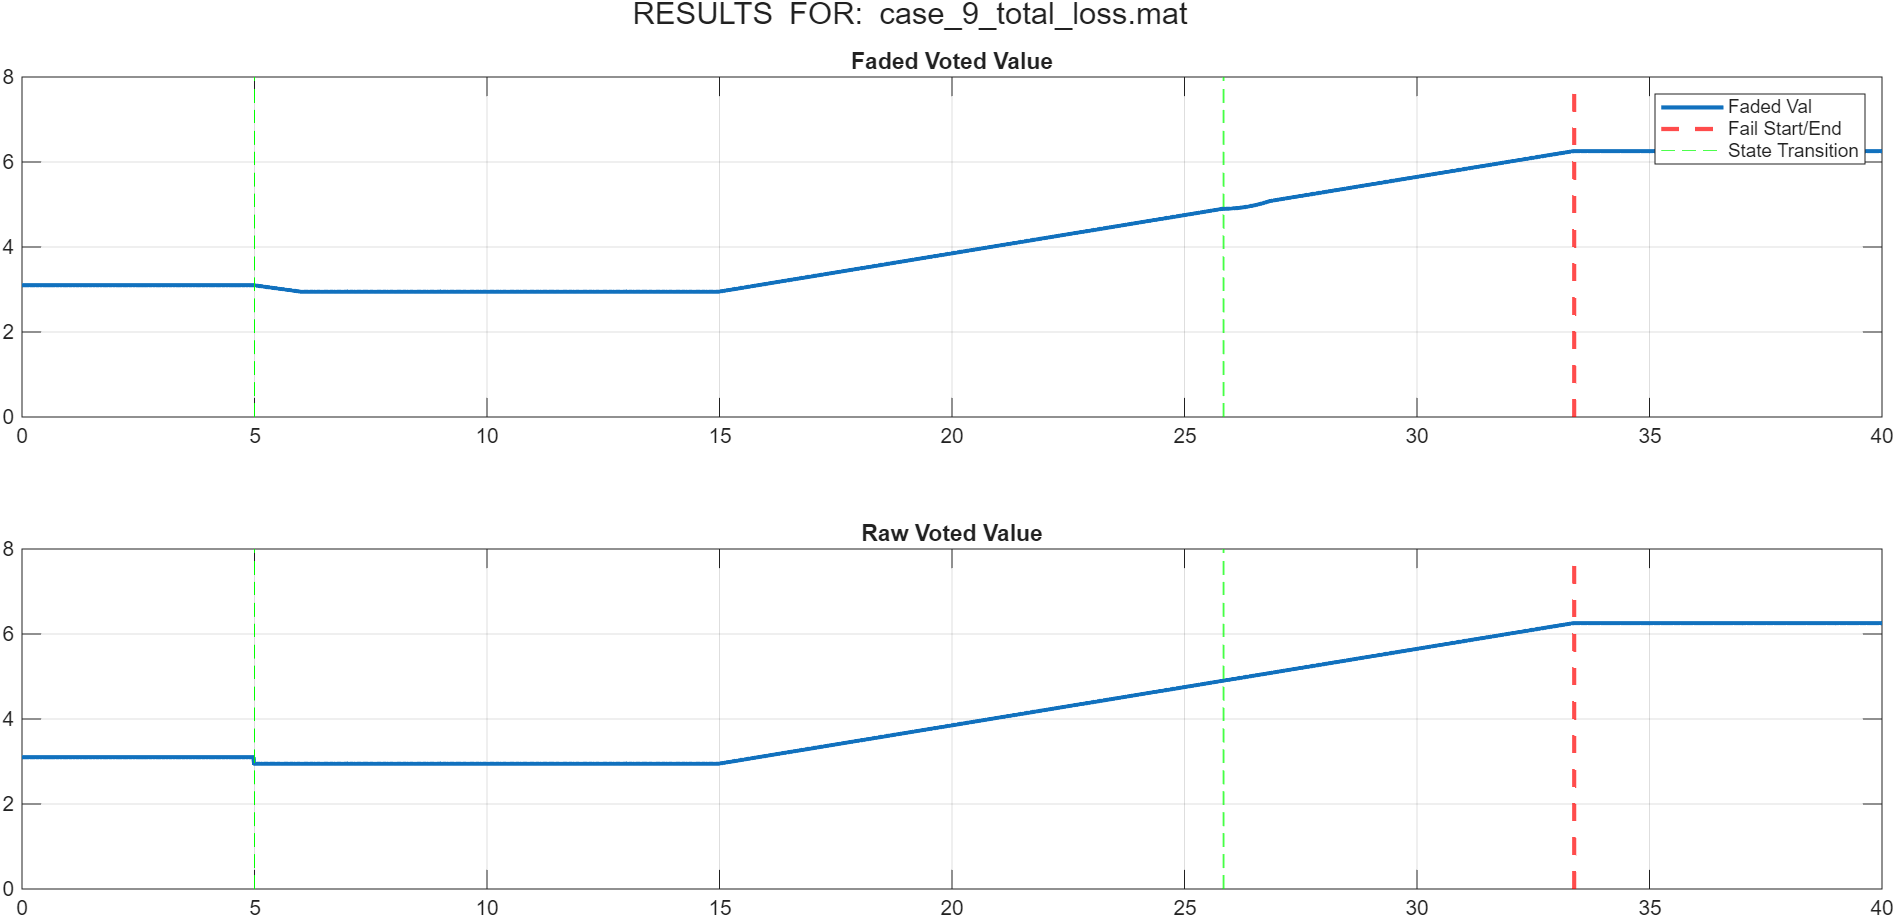 RESULTS FOR: case_9_total_loss.mat
Faded Voted Value
8
6
4
2
0
Faded Val
Fail Start/End
State Transition
0 5 10 15 20 25 30 35 40
Raw Voted Value
8
6
4
2
0
0 5 10 15 20 25 30 35 40